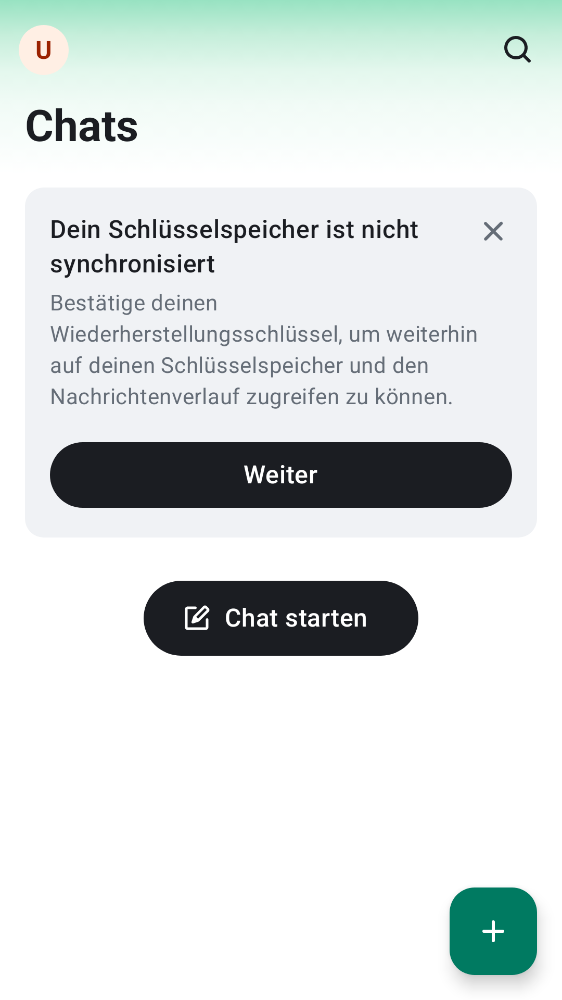 U
Chats
Dein Schlüsselspeicher ist nicht
synchronisiert
Bestätige deinen
Wiederherstellungsschlüssel, um weiterhin
auf deinen Schlüsselspeicher und den
Nachrichtenverlauf zugreifen zu können.
Weiter
Chat starten